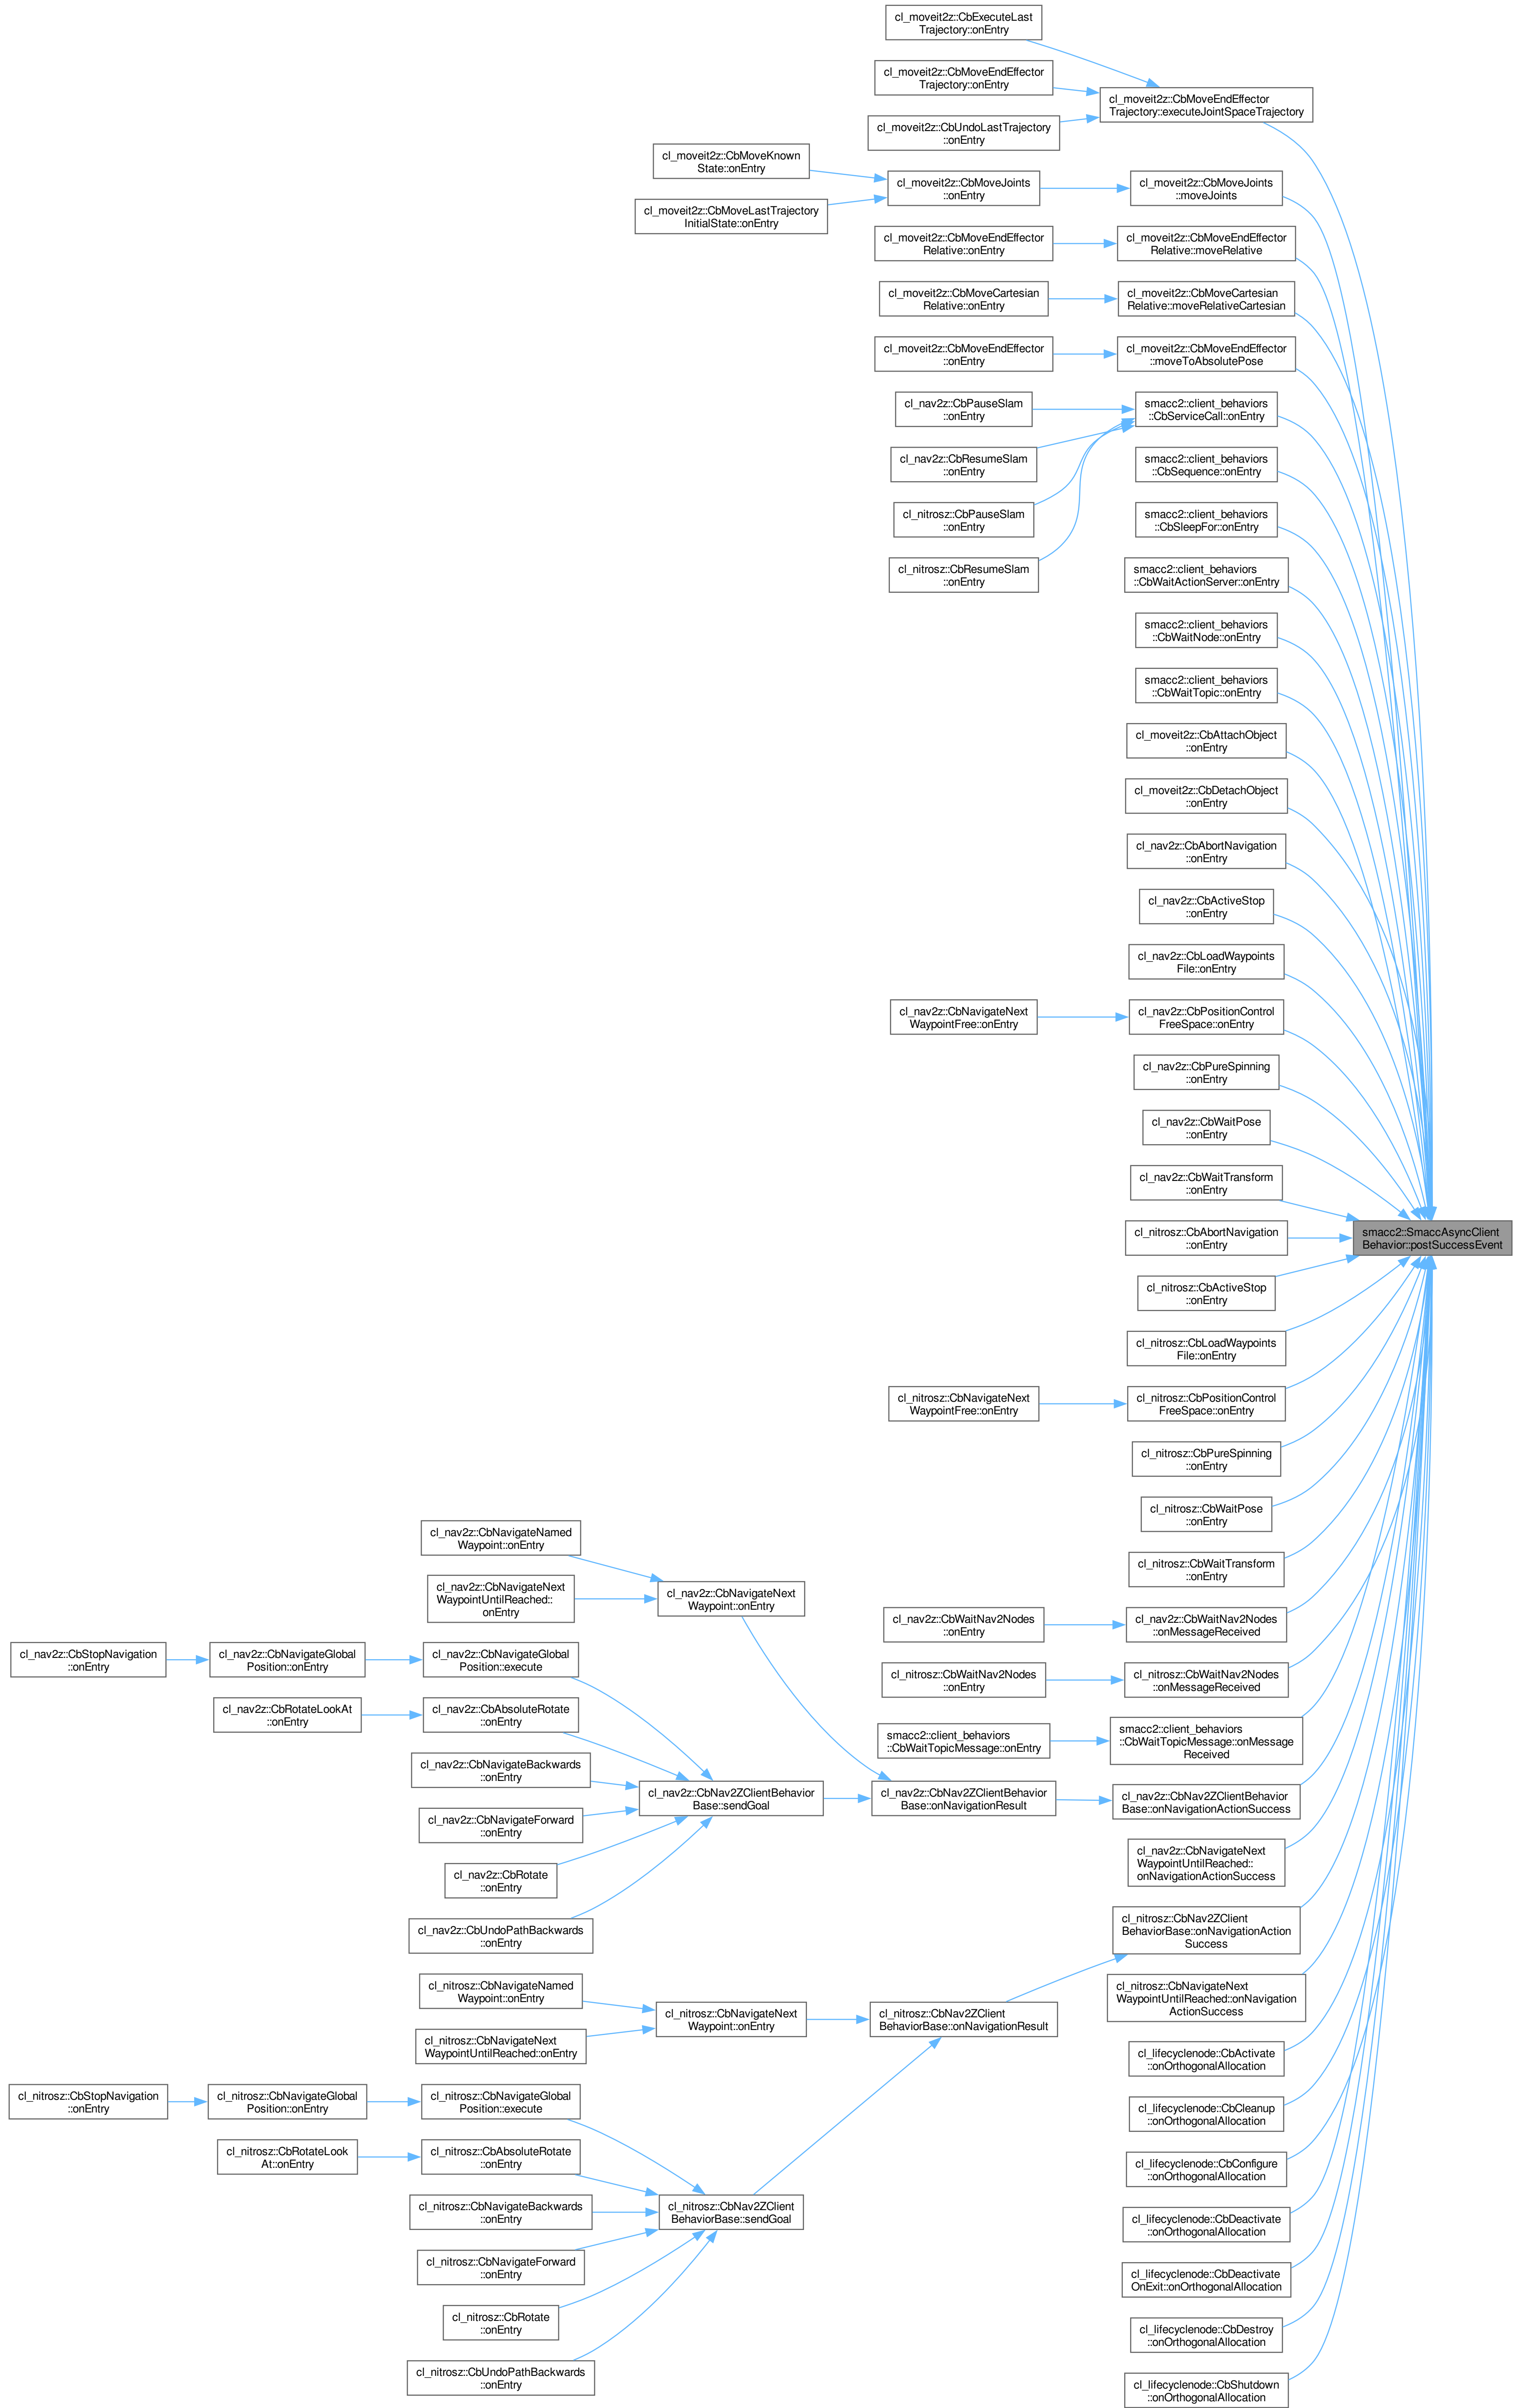 cl_moveit2z::CbExecuteLast
Trajectory::onEntry
cl_moveit2z::CbMoveEndEffector
Trajectory::onEntry
cl_moveit2z::CbMoveEndEffector
Trajectory::executeJointSpaceTrajectory
cl_moveit2z::CbUndoLastTrajectory
::onEntry
cl_moveit2z::CbMoveKnown
State::onEntry
cl_moveit2z::CbMoveLastTrajectory
InitialState::onEntry
cl_moveit2z::CbMoveJoints
::onEntry
cl_moveit2z::CbMoveJoints
::moveJoints
cl_moveit2z::CbMoveEndEffector
Relative::onEntry
cl_moveit2z::CbMoveEndEffector
Relative::moveRelative
cl_moveit2z::CbMoveCartesian
Relative::onEntry
cl_moveit2z::CbMoveCartesian
Relative::moveRelativeCartesian
cl_moveit2z::CbMoveEndEffector
::onEntry
cl_moveit2z::CbMoveEndEffector
::moveToAbsolutePose
cl_nav2z::CbPauseSlam
::onEntry
smacc2::client_behaviors
::CbServiceCall::onEntry
cl_nav2z::CbResumeSlam
::onEntry
smacc2::client_behaviors
::CbSequence::onEntry
cl_nitrosz::CbPauseSlam
::onEntry
smacc2::client_behaviors
::CbSleepFor::onEntry
cl_nitrosz::CbResumeSlam
::onEntry
smacc2::client_behaviors
::CbWaitActionServer::onEntry
smacc2::client_behaviors
::CbWaitNode::onEntry
smacc2::client_behaviors
::CbWaitTopic::onEntry
cl_moveit2z::CbAttachObject
::onEntry
cl_moveit2z::CbDetachObject
::onEntry
cl_nav2z::CbAbortNavigation
::onEntry
cl_nav2z::CbActiveStop
::onEntry
cl_nav2z::CbLoadWaypoints
File::onEntry
cl_nav2z::CbNavigateNext
WaypointFree::onEntry
cl_nav2z::CbPositionControl
FreeSpace::onEntry
cl_nav2z::CbPureSpinning
::onEntry
cl_nav2z::CbWaitPose
::onEntry
cl_nav2z::CbWaitTransform
::onEntry
smacc2::SmaccAsyncClient
Behavior::postSuccessEvent
cl_nitrosz::CbAbortNavigation
::onEntry
cl_nitrosz::CbActiveStop
::onEntry
cl_nitrosz::CbLoadWaypoints
File::onEntry
cl_nitrosz::CbNavigateNext
WaypointFree::onEntry
cl_nitrosz::CbPositionControl
FreeSpace::onEntry
cl_nitrosz::CbPureSpinning
::onEntry
cl_nitrosz::CbWaitPose
::onEntry
cl_nitrosz::CbWaitTransform
::onEntry
cl_nav2z::CbNavigateNamed
Waypoint::onEntry
cl_nav2z::CbNavigateNext
WaypointUntilReached::
onEntry
cl_nav2z::CbNavigateNext
Waypoint::onEntry
cl_nav2z::CbWaitNav2Nodes
::onEntry
cl_nav2z::CbWaitNav2Nodes
::onMessageReceived
cl_nav2z::CbStopNavigation
::onEntry
cl_nav2z::CbNavigateGlobal
Position::onEntry
cl_nav2z::CbNavigateGlobal
Position::execute
cl_nitrosz::CbWaitNav2Nodes
::onEntry
cl_nitrosz::CbWaitNav2Nodes
::onMessageReceived
cl_nav2z::CbRotateLookAt
::onEntry
cl_nav2z::CbAbsoluteRotate
::onEntry
smacc2::client_behaviors
::CbWaitTopicMessage::onEntry
smacc2::client_behaviors
::CbWaitTopicMessage::onMessage
Received
cl_nav2z::CbNavigateBackwards
::onEntry
cl_nav2z::CbNav2ZClientBehavior
Base::sendGoal
cl_nav2z::CbNav2ZClientBehavior
Base::onNavigationResult
cl_nav2z::CbNav2ZClientBehavior
Base::onNavigationActionSuccess
cl_nav2z::CbNavigateForward
::onEntry
cl_nav2z::CbRotate
::onEntry
cl_nav2z::CbNavigateNext
WaypointUntilReached::
onNavigationActionSuccess
cl_nav2z::CbUndoPathBackwards
::onEntry
cl_nitrosz::CbNav2ZClient
BehaviorBase::onNavigationAction
Success
cl_nitrosz::CbNavigateNamed
Waypoint::onEntry
cl_nitrosz::CbNavigateNext
WaypointUntilReached::onNavigation
ActionSuccess
cl_nitrosz::CbNavigateNext
WaypointUntilReached::onEntry
cl_nitrosz::CbNavigateNext
Waypoint::onEntry
cl_nitrosz::CbNav2ZClient
BehaviorBase::onNavigationResult
cl_lifecyclenode::CbActivate
::onOrthogonalAllocation
cl_nitrosz::CbStopNavigation
::onEntry
cl_nitrosz::CbNavigateGlobal
Position::onEntry
cl_nitrosz::CbNavigateGlobal
Position::execute
cl_lifecyclenode::CbCleanup
::onOrthogonalAllocation
cl_nitrosz::CbRotateLook
At::onEntry
cl_nitrosz::CbAbsoluteRotate
::onEntry
cl_lifecyclenode::CbConfigure
::onOrthogonalAllocation
cl_nitrosz::CbNavigateBackwards
::onEntry
cl_nitrosz::CbNav2ZClient
BehaviorBase::sendGoal
cl_lifecyclenode::CbDeactivate
::onOrthogonalAllocation
cl_nitrosz::CbNavigateForward
::onEntry
cl_lifecyclenode::CbDeactivate
OnExit::onOrthogonalAllocation
cl_nitrosz::CbRotate
::onEntry
cl_lifecyclenode::CbDestroy
::onOrthogonalAllocation
cl_nitrosz::CbUndoPathBackwards
::onEntry
cl_lifecyclenode::CbShutdown
::onOrthogonalAllocation